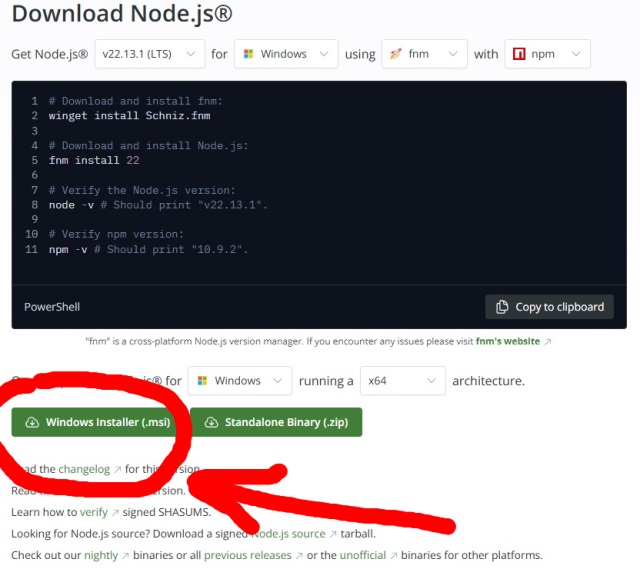 Download Node.js®
Get Node.js® v22.13.1 (LTS) for Windows using fnm with npm
1 # Download and install fnm:
2 winget install Schniz.fnm
3
4 # Download and install Node.js:
5 fnm install 22
6
7 # Verify the Node.js version:
8 node -v # Should print "v22.13.1".
9
10 # Verify npm version:
11 npm -v # Should print "10.9.2".
PowerShell Copy to clipboard
"fnm" is a cross-platform Node.js version manager. If you encounter any issues please visit fnm's website ↗
for Windows running a x64 architecture.
Windows Installer (.msi) Standalone Binary (.zip)
the changelog ↗ for this version
Read version.
Learn how to verify ↗ signed SHASUMS.
Looking for Node.js source? Download a signed Node.js source ↗ tarball.
Check out our nightly ↗ binaries or all previous releases ↗ or the unofficial ↗ binaries for other platforms.